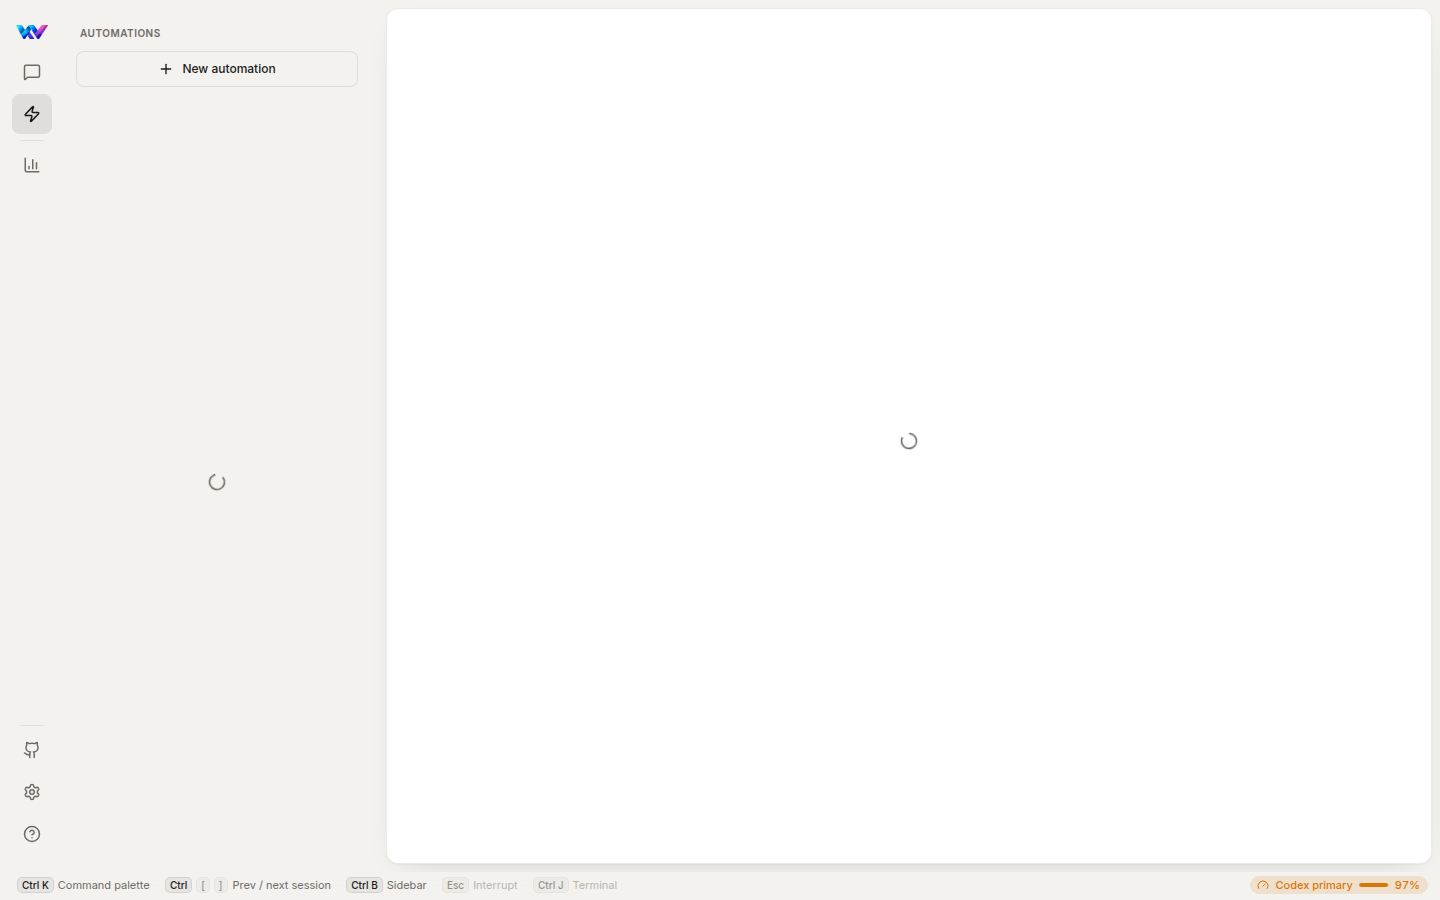 AUTOMATIONS
New automation
Ctrl K Command palette Ctrl [ ] Prev / next session Ctrl B Sidebar Esc Interrupt Ctrl J Terminal Codex primary 97%